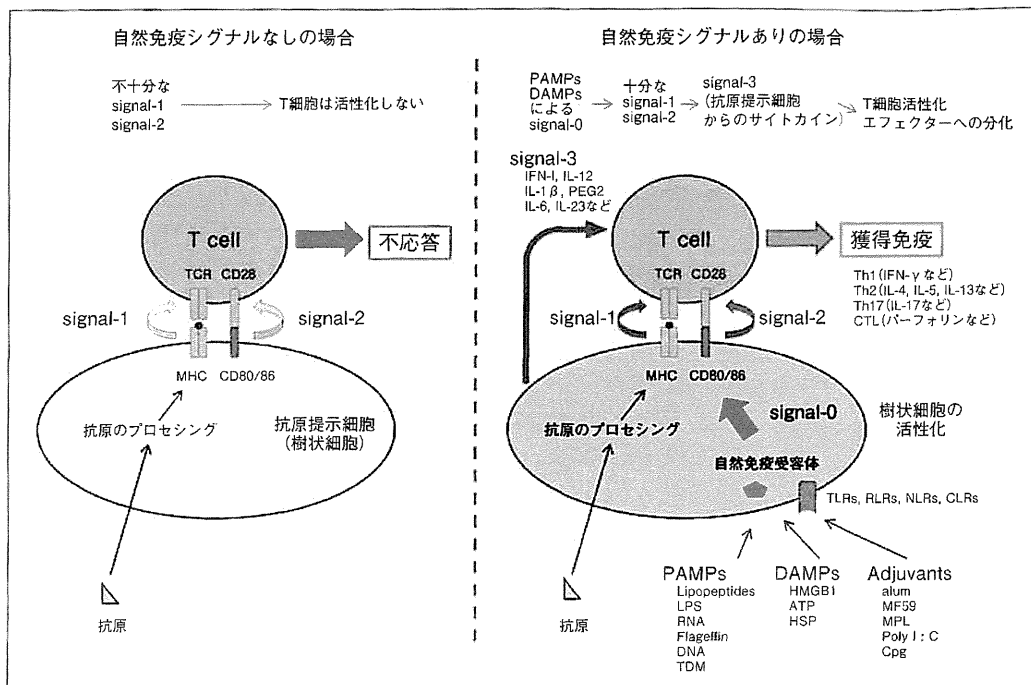 自然免疫シグナルなしの場合
不十分な
signal-1
signal-2
T細胞は活性化しない
T cell
不応答
TCR CD28
signal-1
signal-2
MHC CD80/86
抗原のプロセシング
抗原提示細胞
(樹状細胞)
抗原
自然免疫シグナルありの場合
PAMPs
DAMPs
による
signal-0
十分な
signal-1
signal-2
signal-3
(抗原提示細胞
からのサイトカイン)
T細胞活性化
エフェクターへの分化
signal-3
IFN-I, IL-12
IL-1β, PEG2
IL-6, IL-23など
T cell
獲得免疫
TCR CD28
Th1(IFN-γなど)
Th2(IL-4, IL-5, IL-13など)
Th17(IL-17など)
CTL(パーフォリンなど)
signal-1
signal-2
MHC CD80/86
signal-0
樹状細胞の
活性化
抗原のプロセシング
自然免疫受容体
TLRs, RLRs, NLRs, CLRs
抗原
PAMPs
Lipopeptides
LPS
RNA
Flagellin
DNA
TDM
DAMPs
HMGB1
ATP
HSP
Adjuvants
alum
MF59
MPL
Poly I : C
Cpg